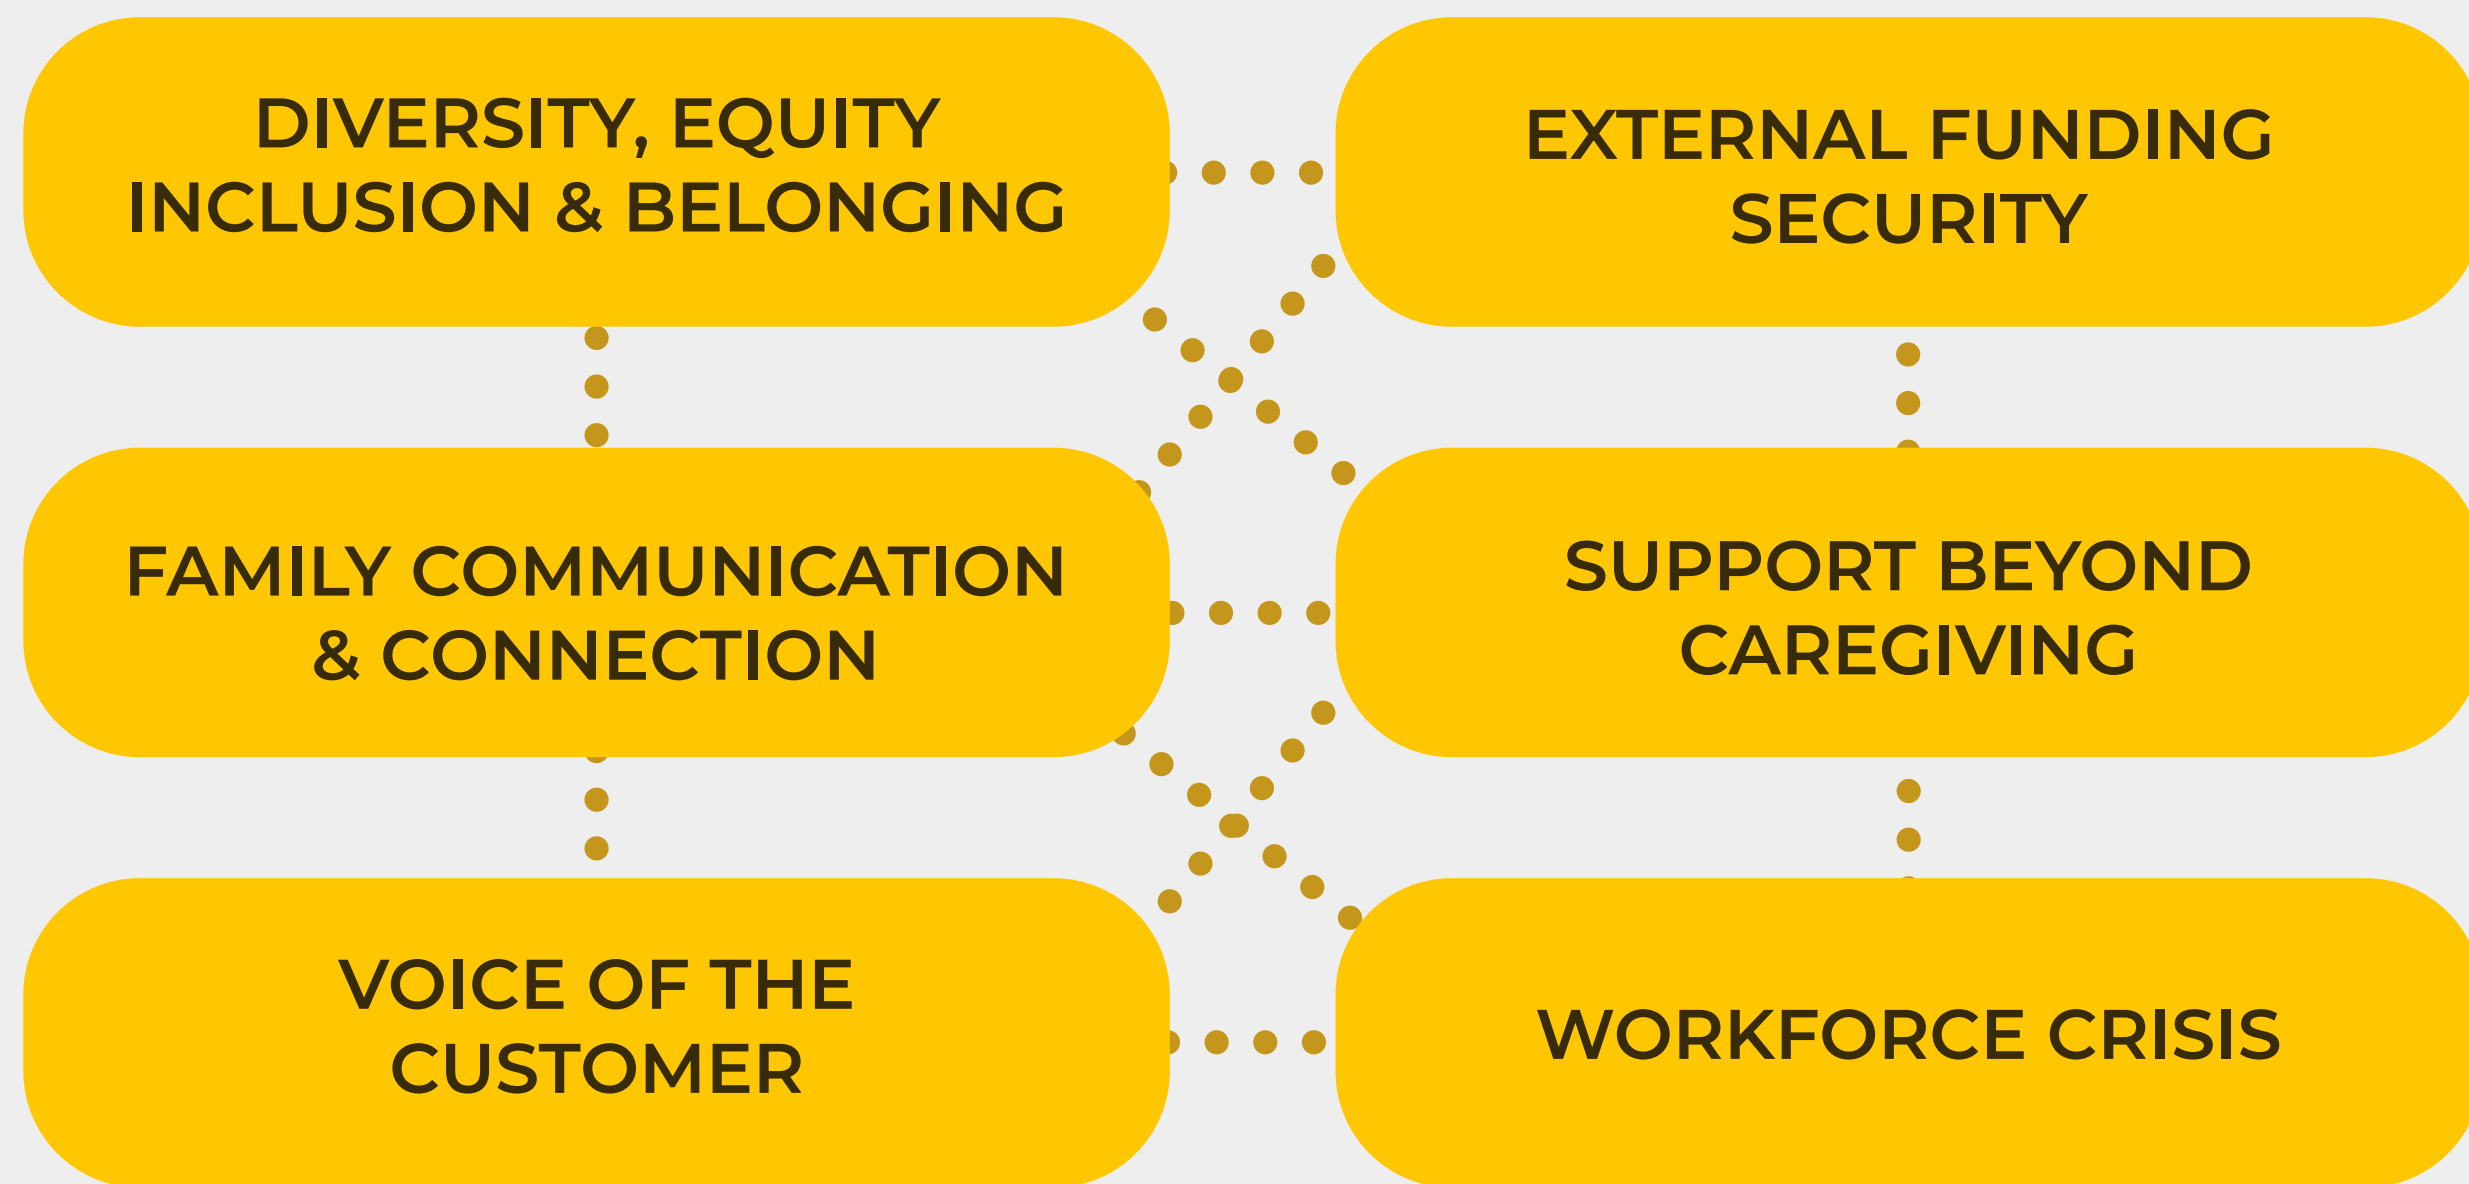 DIVERSITY, EQUITY
INCLUSION & BELONGING
EXTERNAL FUNDING
SECURITY
FAMILY COMMUNICATION
& CONNECTION
SUPPORT BEYOND
CAREGIVING
VOICE OF THE
CUSTOMER
WORKFORCE CRISIS